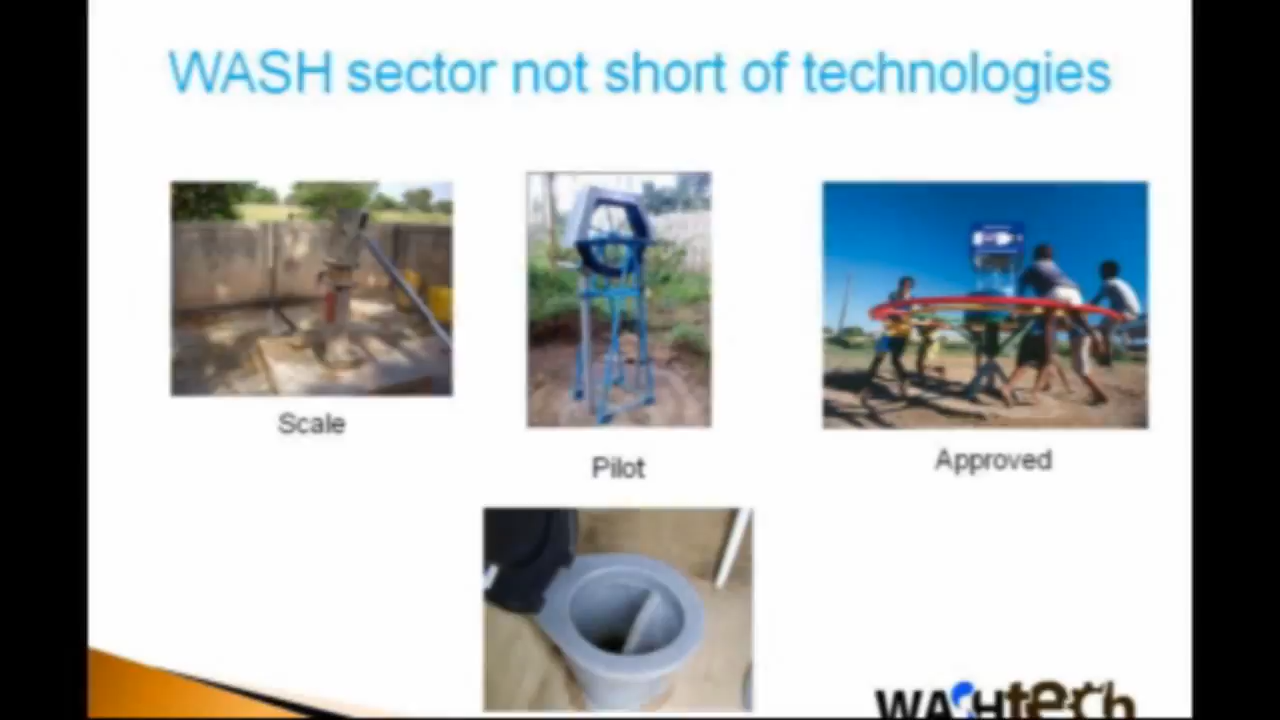 WASH sector not short of technologies
Scale
Pilot
Approved
WASHtech